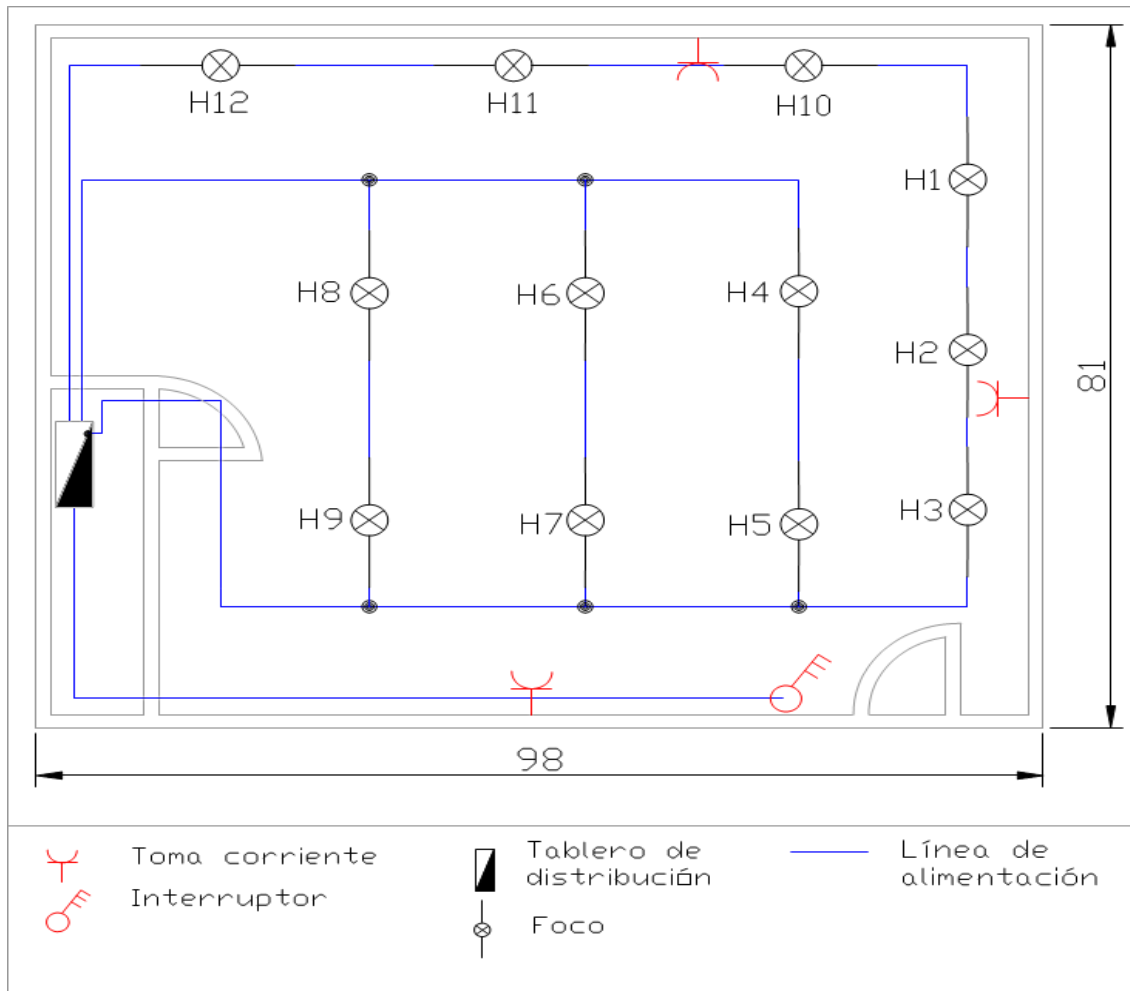 H12
H11
H10
H1
H8
H6
H4
H2
H9
H7
H5
H3
81
98
Toma corriente
Interruptor
Tablero de
distribución
Foco
Línea de
alimentación